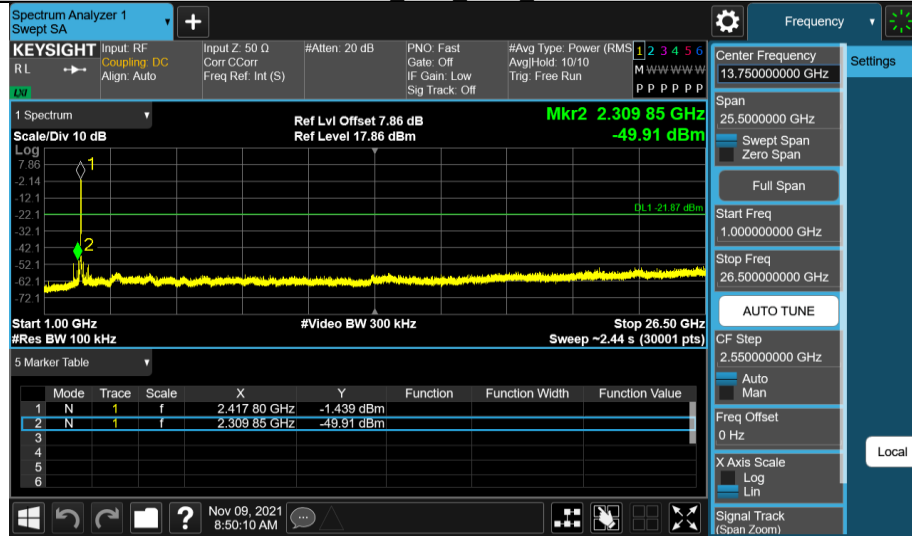 Spectrum Analyzer 1
Swept SA
+
Frequency
KEYSIGHT
R L
LXI
Input: RF
Coupling: DC
Align: Auto
Input Z: 50 Ω
Corr CCorr
Freq Ref: Int (S)
#Atten: 20 dB
PNO: Fast
Gate: Off
IF Gain: Low
Sig Track: Off
#Avg Type: Power (RMS
Avg|Hold: 10/10
Trig: Free Run
1 2 3 4 5 6
M W W W W W
P P P P P P
1 Spectrum
Scale/Div 10 dB
Ref Lvl Offset 7.86 dB
Ref Level 17.86 dBm
Mkr2 2.309 85 GHz
-49.91 dBm
Log
7.86
-2.14
-12.1
-22.1
-32.1
-42.1
-52.1
-62.1
-72.1
1
2
DL1 -21.87 dBm
Start 1.00 GHz
#Res BW 100 kHz
#Video BW 300 kHz
Stop 26.50 GHz
Sweep ~2.44 s (30001 pts)
5 Marker Table
Mode Trace Scale X Y Function Function Width Function Value
1 N 1 f 2.417 80 GHz -1.439 dBm
2 N 1 f 2.309 85 GHz -49.91 dBm
3
4
5
6
?
Nov 09, 2021
8:50:10 AM
Center Frequency
13.750000000 GHz
Span
25.5000000 GHz
Swept Span
Zero Span
Full Span
Start Freq
1.000000000 GHz
Stop Freq
26.500000000 GHz
AUTO TUNE
CF Step
2.550000000 GHz
Auto
Man
Freq Offset
0 Hz
X Axis Scale
Log
Lin
Signal Track
(Span Zoom)
Settings
Local